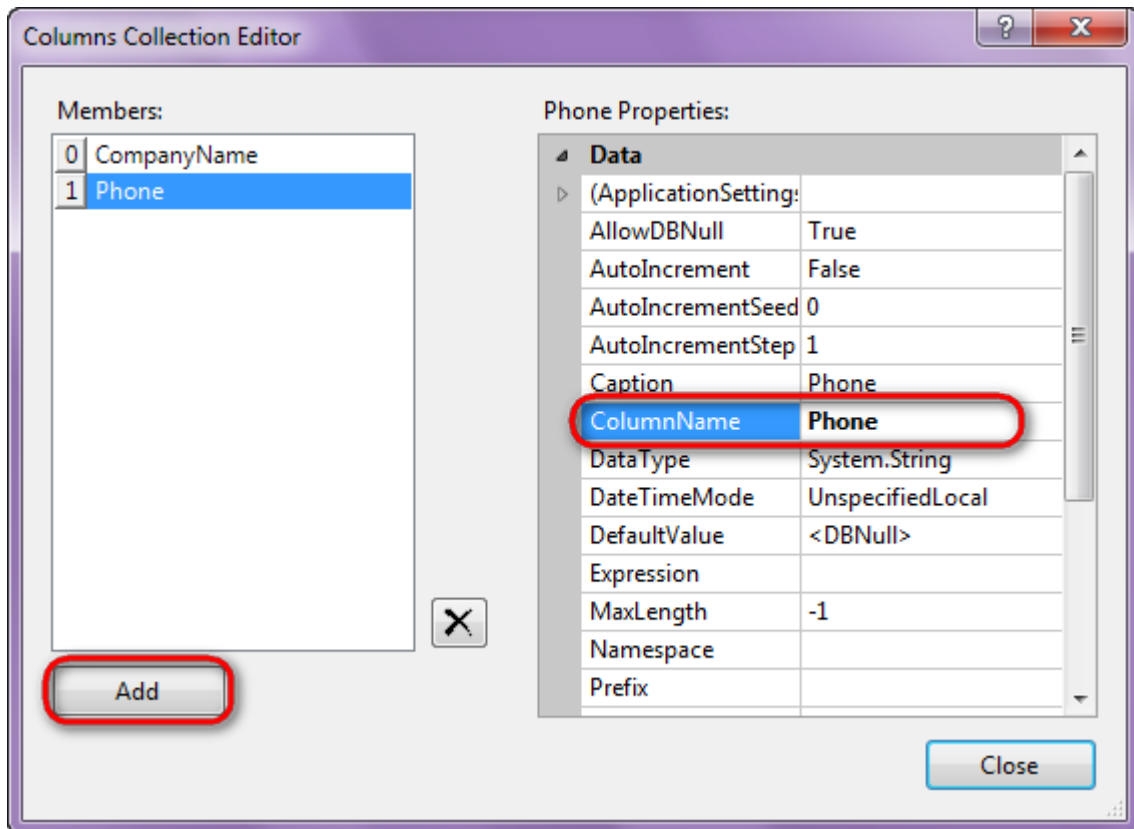 Columns Collection Editor
?
Members:
0 CompanyName
1 Phone
Add
Phone Properties:
Data
(ApplicationSettings
AllowDBNull True
AutoIncrement False
AutoIncrementSeed 0
AutoIncrementStep 1
Caption Phone
ColumnName Phone
DataType System.String
DateTimeMode UnspecifiedLocal
DefaultValue <DBNull>
Expression
MaxLength -1
Namespace
Prefix
Close